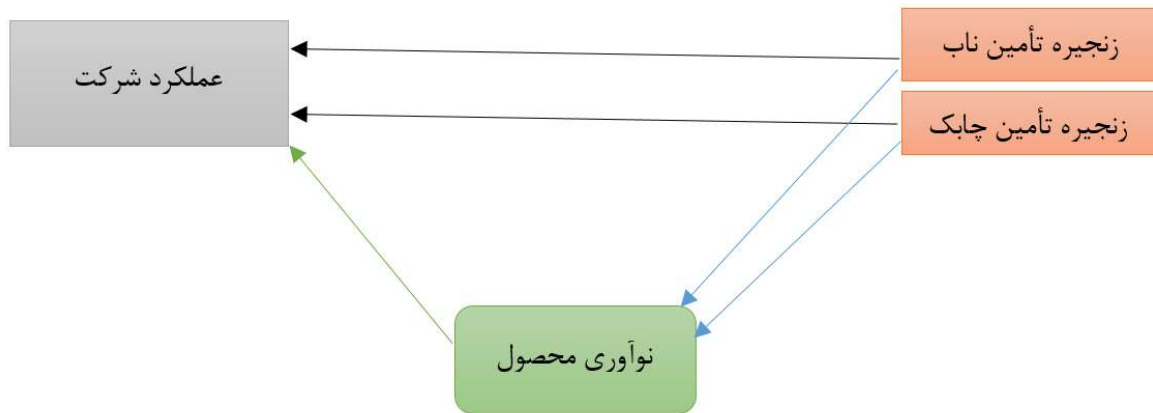 زنجیره تأمین ناب
عملکرد شرکت
زنجیره تأمین چابک
نوآوری محصول